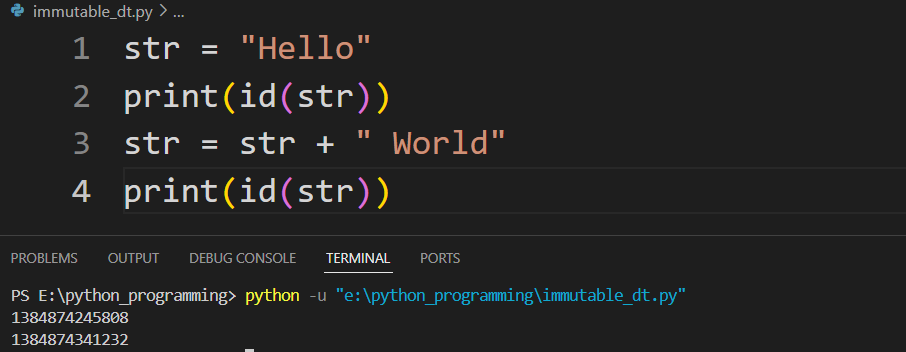 immutable_dt.py > ...
1 str = "Hello"
2 print(id(str))
3 str = str + " World"
4 print(id(str))
PROBLEMS OUTPUT DEBUG CONSOLE TERMINAL PORTS
PS E:\python_programming> python -u "e:\python_programming\immutable_dt.py"
1384874245808
1384874341232